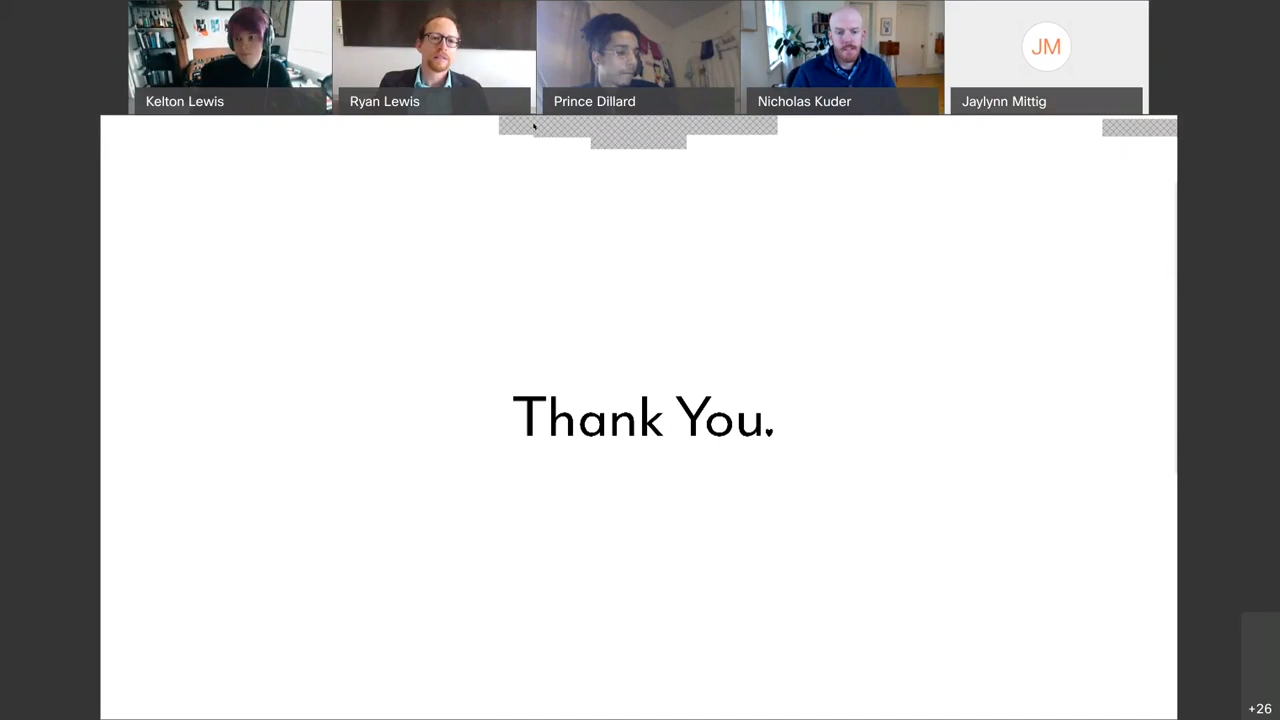 Kelton Lewis
Ryan Lewis
Prince Dillard
Nicholas Kuder
JM
Jaylynn Mittig
Thank You.
+26